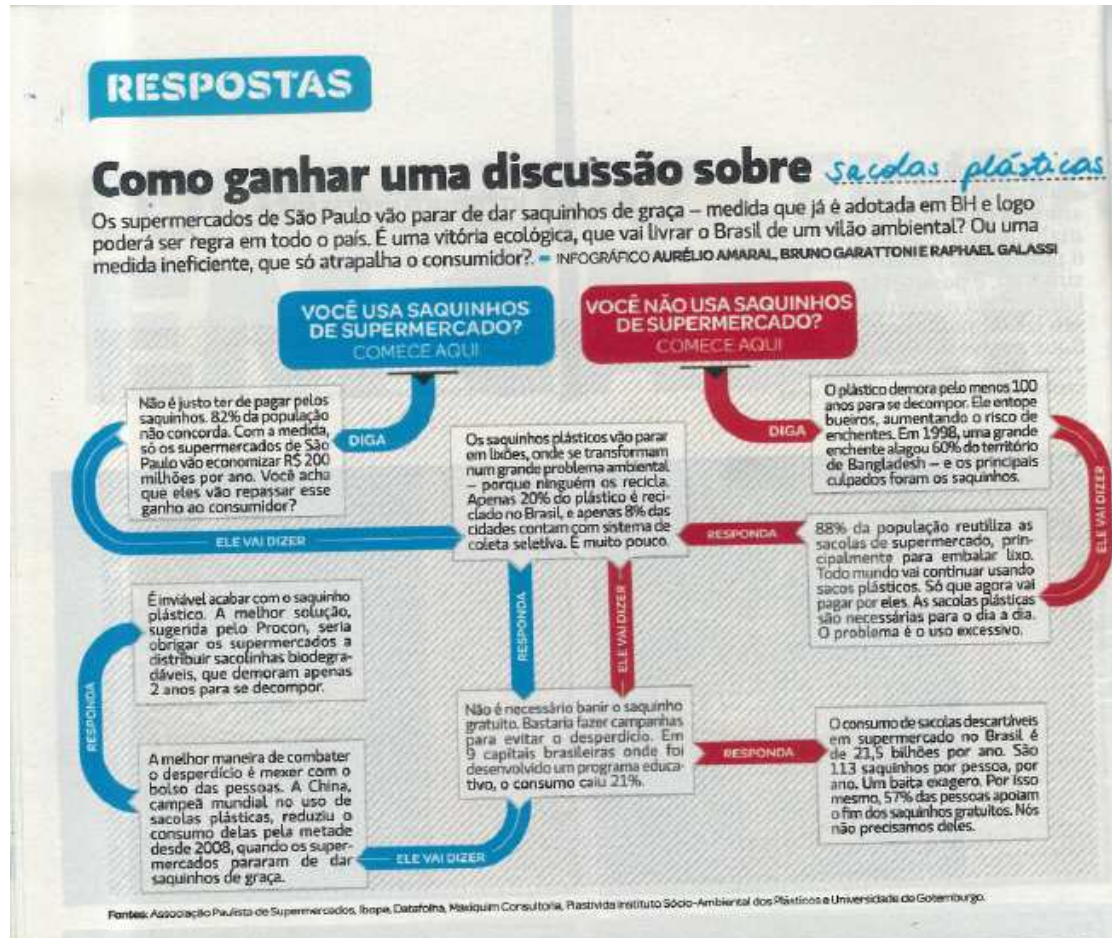 RESPOSTAS
Como ganhar uma discussão sobre sacolas plásticas
Os supermercados de São Paulo vão parar de dar saquinhos de graça – medida que já é adotada em BH e logo
poderá ser regra em todo o país. É uma vitória ecológica, que vai livrar o Brasil de um vilão ambiental? Ou uma
medida ineficiente, que só atrapalha o consumidor?. – INFOGRÁFICO AURÉLIO AMARAL, BRUNO GARATTONI E RAPHAEL GALASSI
VOCÊ USA SAQUINHOS
DE SUPERMERCADO?
COMECE AQUI
DIGA
Não é justo ter de pagar pelos
saquinhos. 82% da população
não concorda. Com a medida,
só os supermercados de São
Paulo vão economizar R$ 200
milhões por ano. Você acha
que eles vão repassar esse
ganho ao consumidor?
ELE VAI DIZER
Os saquinhos plásticos vão parar
em lixões, onde se transformam
num grande problema ambiental
– porque ninguém os recicla.
Apenas 20% do plástico é reci-
clado no Brasil, e apenas 8% das
cidades contam com sistema de
coleta seletiva. É muito pouco.
RESPONDA
ELE VAI DIZER
Não é necessário banir o saquinho
gratuito. Bastaria fazer campanhas
para evitar o desperdício. Em
9 capitais brasileiras onde foi
desenvolvido um programa educa-
tivo, o consumo caiu 21%.
ELE VAI DIZER
A melhor maneira de combater
o desperdício é mexer com o
bolso das pessoas. A China,
campeã mundial no uso de
sacolas plásticas, reduziu o
consumo delas pela metade
desde 2008, quando os super-
mercados pararam de dar
saquinhos de graça.
RESPONDA
É inviável acabar com o saquinho
plástico. A melhor solução,
sugerida pelo Procon, seria
obrigar os supermercados a
distribuir sacolinhas biodegra-
dáveis, que demoram apenas
2 anos para se decompor.
VOCÊ NÃO USA SAQUINHOS
DE SUPERMERCADO?
COMECE AQUI
DIGA
O plástico demora pelo menos 100
anos para se decompor. Ele entope
bueiros, aumentando o risco de
enchentes. Em 1998, uma grande
enchente alagou 60% do território
de Bangladesh – e os principais
culpados foram os saquinhos.
ELE VAI DIZER
88% da população reutiliza as
sacolas de supermercado, prin-
cipalmente para embalar lixo.
Todo mundo vai continuar usando
sacos plásticos. Só que agora vai
pagar por eles. As sacolas plásticas
são necessárias para o dia a dia.
O problema é o uso excessivo.
RESPONDA
RESPONDA
O consumo de sacolas descartáveis
em supermercado no Brasil é
de 21,5 bilhões por ano. São
113 saquinhos por pessoa, por
ano. Um baita exagero. Por isso
mesmo, 57% das pessoas apoiam
o fim dos saquinhos gratuitos. Nós
não precisamos deles.
Fontes: Associação Paulista de Supermercados, Ibope, Datafolha, Maxiquim Consultoria, Plastivida Instituto Sócio-Ambiental dos Plásticos e Universidade de Gotemburgo.